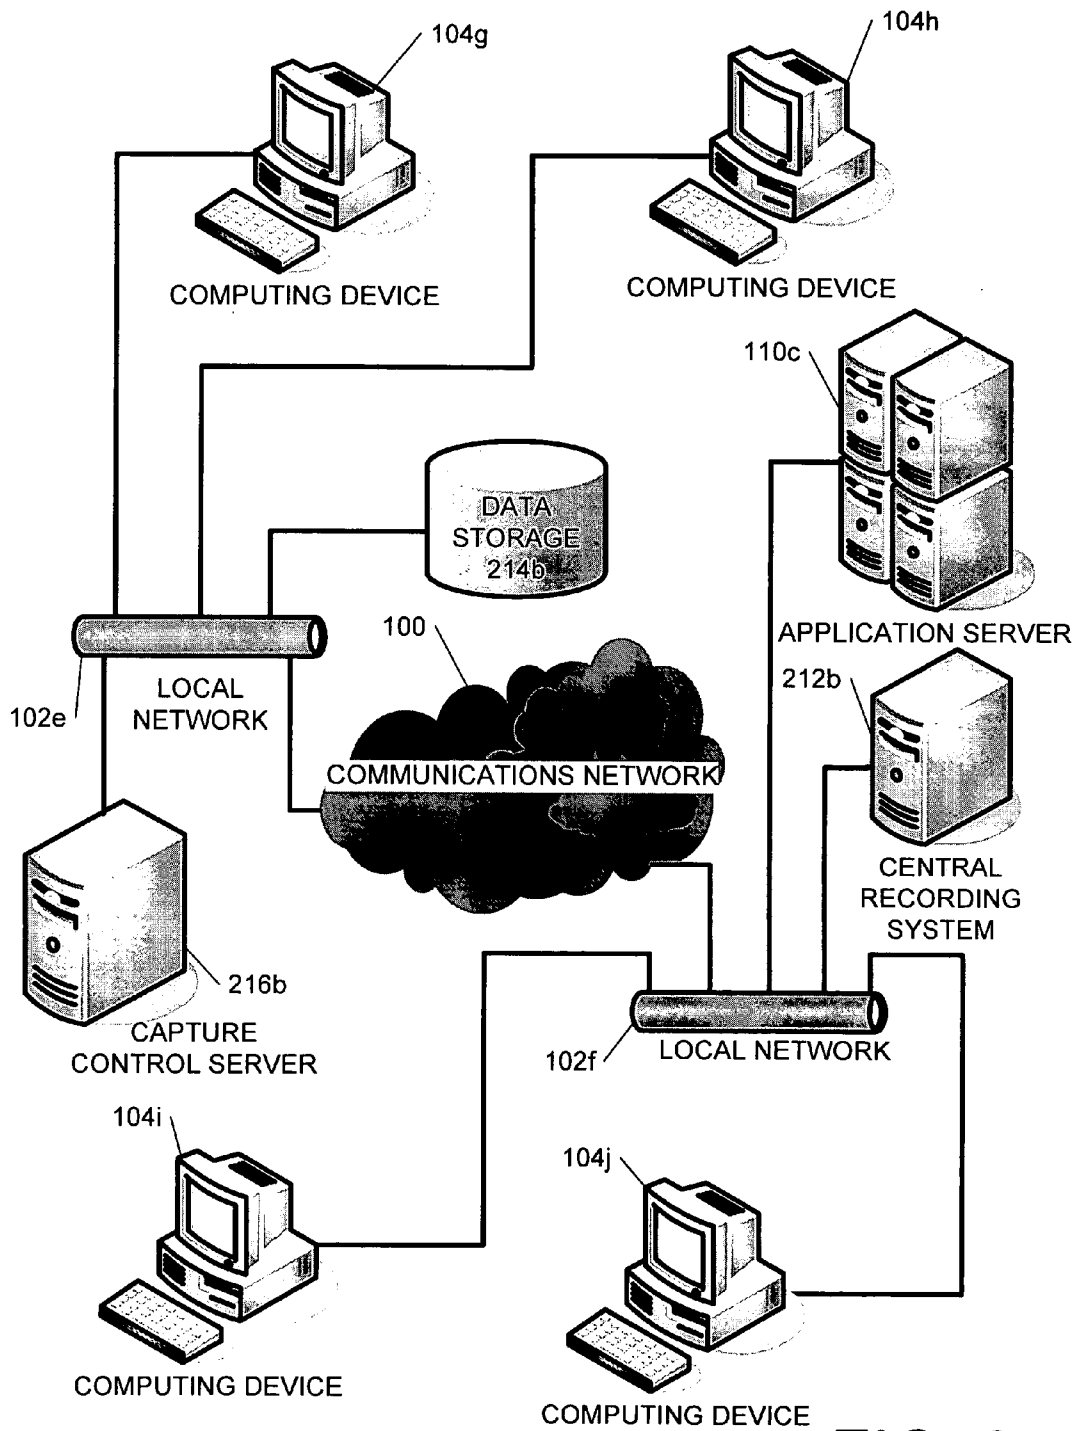 104g
104h
COMPUTING DEVICE
COMPUTING DEVICE
110c
DATA
STORAGE
214b
100
APPLICATION SERVER
LOCAL
NETWORK
102e
212b
COMMUNICATIONS NETWORK
CENTRAL
RECORDING
SYSTEM
216b
CAPTURE
CONTROL SERVER
102f
LOCAL NETWORK
104i
104j
COMPUTING DEVICE
COMPUTING DEVICE